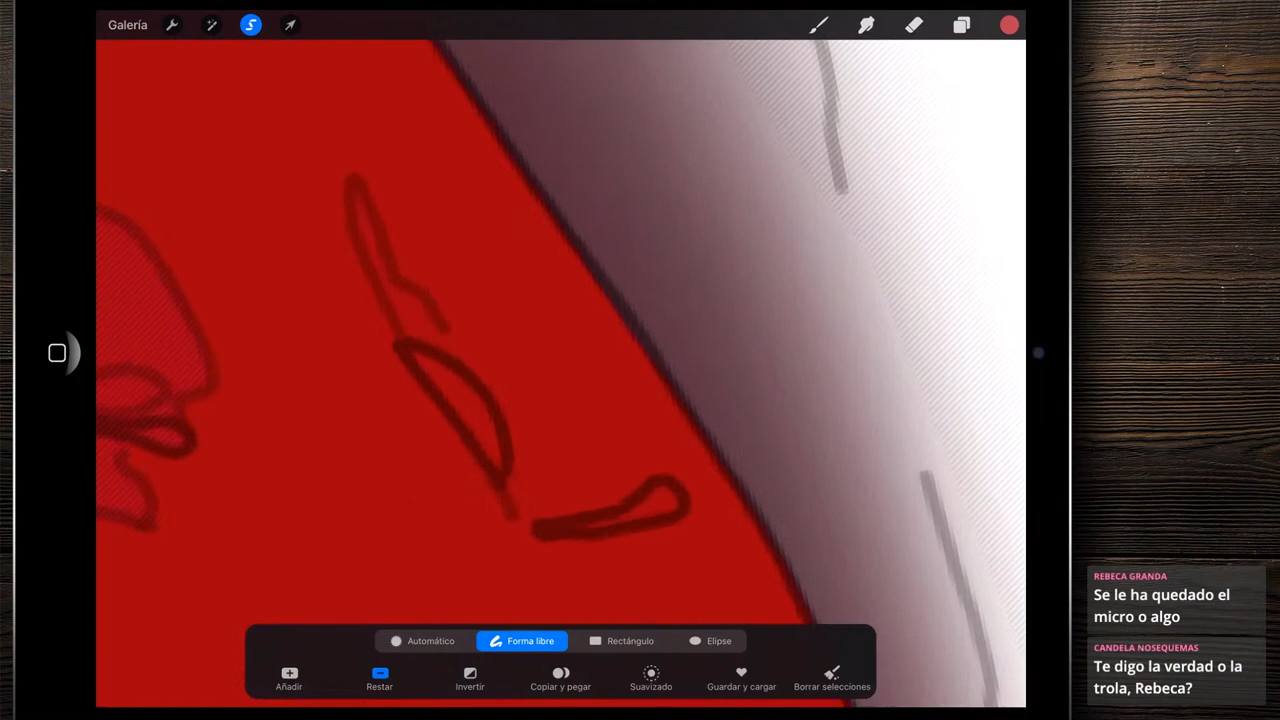 Galería
Automático
Forma libre
Rectángulo
Elipse
Añadir
Restar
Invertir
Copiar y pegar
Suavizado
Guardar y cargar
Borrar selecciones
REBECA GRANDA
Se le ha quedado el
micro o algo
CANDELA NOSEQUEMAS
Te digo la verdad o la
trola, Rebeca?